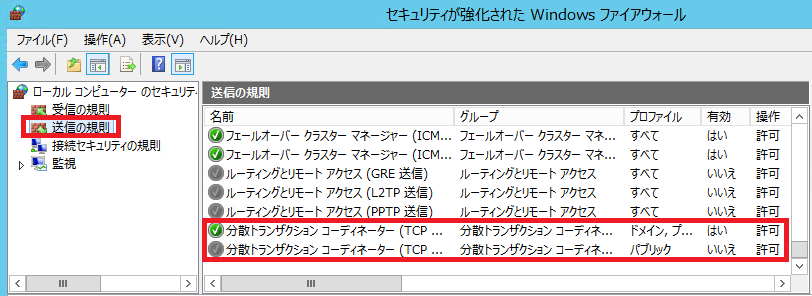 セキュリティが強化された Windows ファイアウォール
ファイル(F) 操作(A) 表示(V) ヘルプ(H)
ローカル コンピューター のセキュリティ
受信の規則
送信の規則
接続セキュリティの規則
監視
送信の規則
名前 グループ プロファイル 有効 操作
フェールオーバー クラスター マネージャー (ICM... フェールオーバー クラスター マネ... すべて はい 許可
フェールオーバー クラスター マネージャー (ICM... フェールオーバー クラスター マネ... すべて はい 許可
ルーティングとリモート アクセス (GRE 送信) ルーティングとリモート アクセス すべて いいえ 許可
ルーティングとリモート アクセス (L2TP 送信) ルーティングとリモート アクセス すべて いいえ 許可
ルーティングとリモート アクセス (PPTP 送信) ルーティングとリモート アクセス すべて いいえ 許可
分散トランザクション コーディネーター (TCP ... 分散トランザクション コーディネ... ドメイン, プ... はい 許可
分散トランザクション コーディネーター (TCP ... 分散トランザクション コーディネ... パブリック いいえ 許可